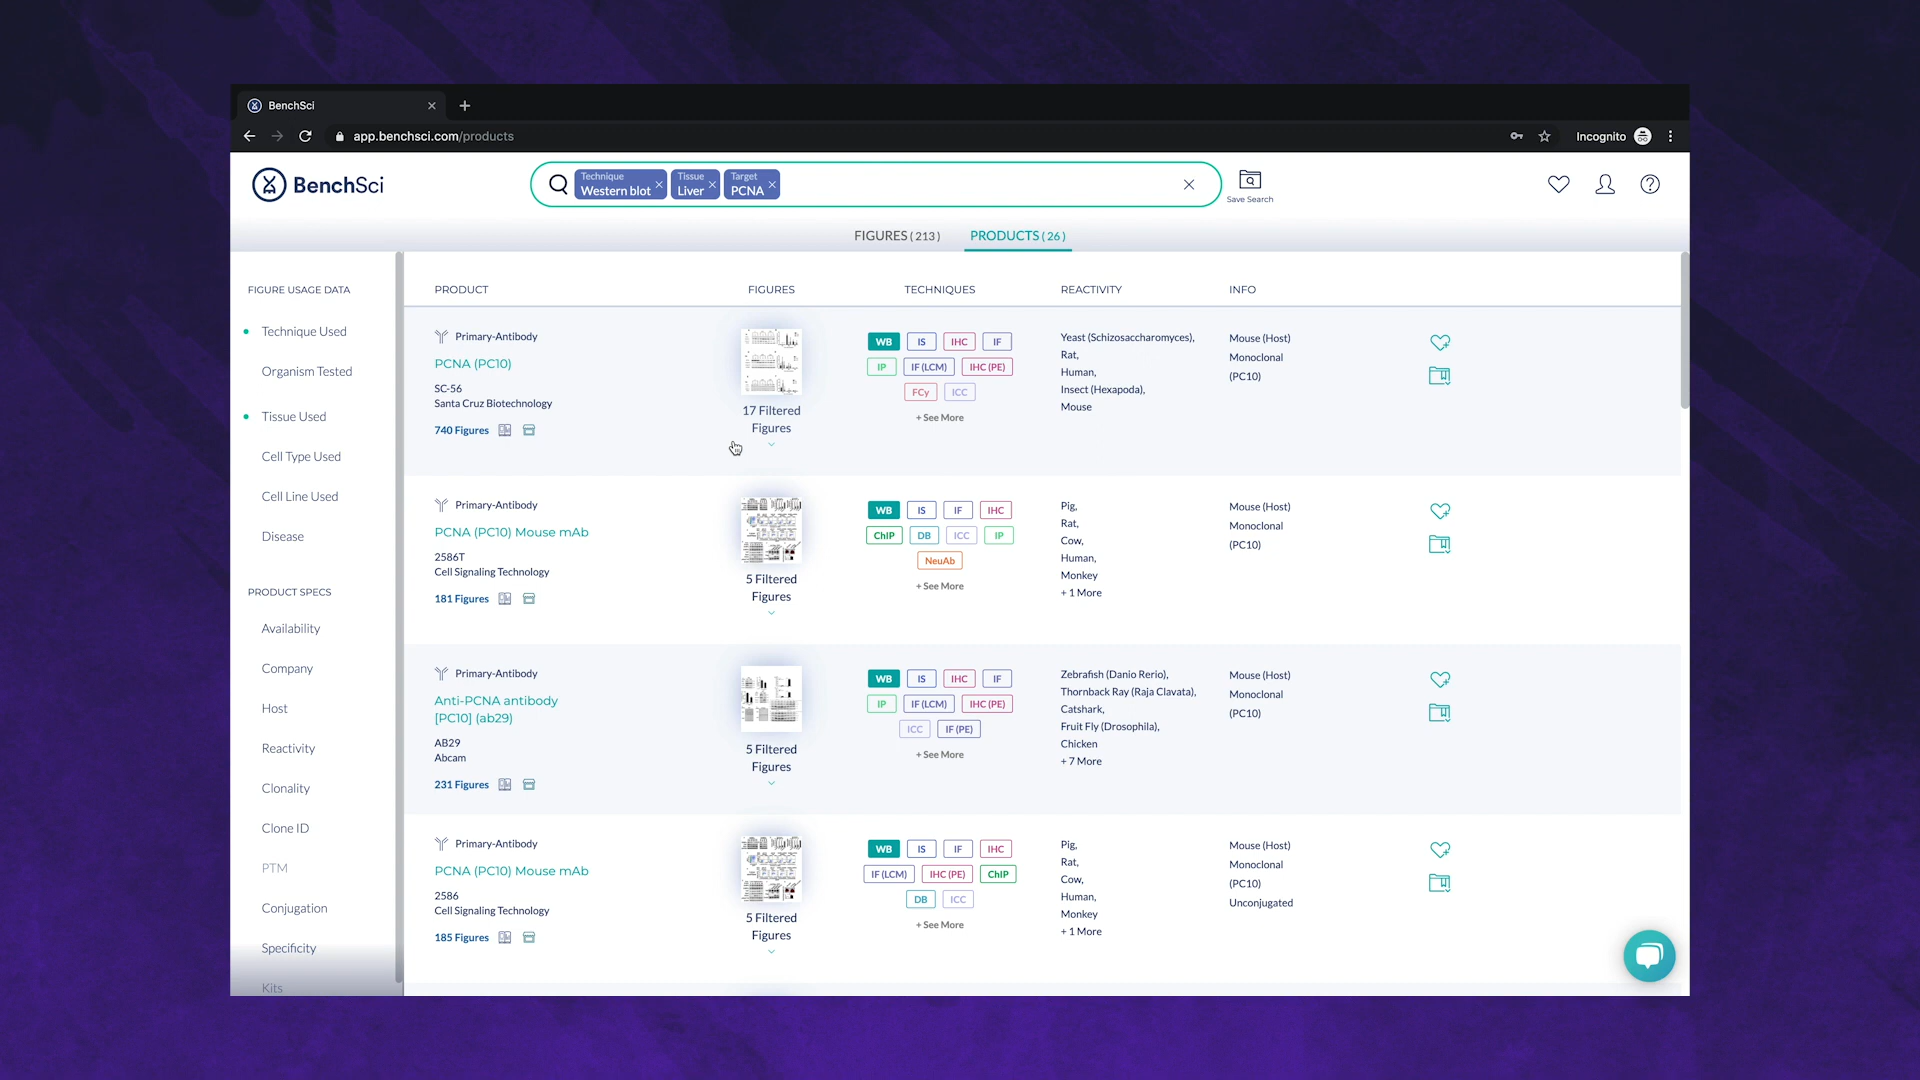 BenchSci
app.benchsci.com/products
Incognito
BenchSci
Technique
Western blot
Tissue
Liver
Target
PCNA
Save Search
FIGURES ( 213 )
PRODUCTS ( 26 )
FIGURE USAGE DATA
Technique Used
Organism Tested
Tissue Used
Cell Type Used
Cell Line Used
Disease
PRODUCT SPECS
Availability
Company
Host
Reactivity
Clonality
Clone ID
PTM
Conjugation
Specificity
Kits
PRODUCT
FIGURES
TECHNIQUES
REACTIVITY
INFO
Primary-Antibody
PCNA (PC10)
SC-56
Santa Cruz Biotechnology
740 Figures
17 Filtered
Figures
WB IS IHC IF
IP IF (LCM) IHC (PE)
FCy ICC
+ See More
Yeast (Schizosaccharomyces),
Rat,
Human,
Insect (Hexapoda),
Mouse
Mouse (Host)
Monoclonal
(PC10)
Primary-Antibody
PCNA (PC10) Mouse mAb
2586T
Cell Signaling Technology
181 Figures
5 Filtered
Figures
WB IS IF IHC
ChIP DB ICC IP
NeuAb
+ See More
Pig,
Rat,
Cow,
Human,
Monkey
+ 1 More
Mouse (Host)
Monoclonal
(PC10)
Primary-Antibody
Anti-PCNA antibody
[PC10] (ab29)
AB29
Abcam
231 Figures
5 Filtered
Figures
WB IS IHC IF
IP IF (LCM) IHC (PE)
ICC IF (PE)
+ See More
Zebrafish (Danio Rerio),
Thornback Ray (Raja Clavata),
Catshark,
Fruit Fly (Drosophila),
Chicken
+ 7 More
Mouse (Host)
Monoclonal
(PC10)
Primary-Antibody
PCNA (PC10) Mouse mAb
2586
Cell Signaling Technology
185 Figures
5 Filtered
Figures
WB IS IF IHC
IF (LCM) IHC (PE) ChIP
DB ICC
+ See More
Pig,
Rat,
Cow,
Human,
Monkey
+ 1 More
Mouse (Host)
Monoclonal
(PC10)
Unconjugated